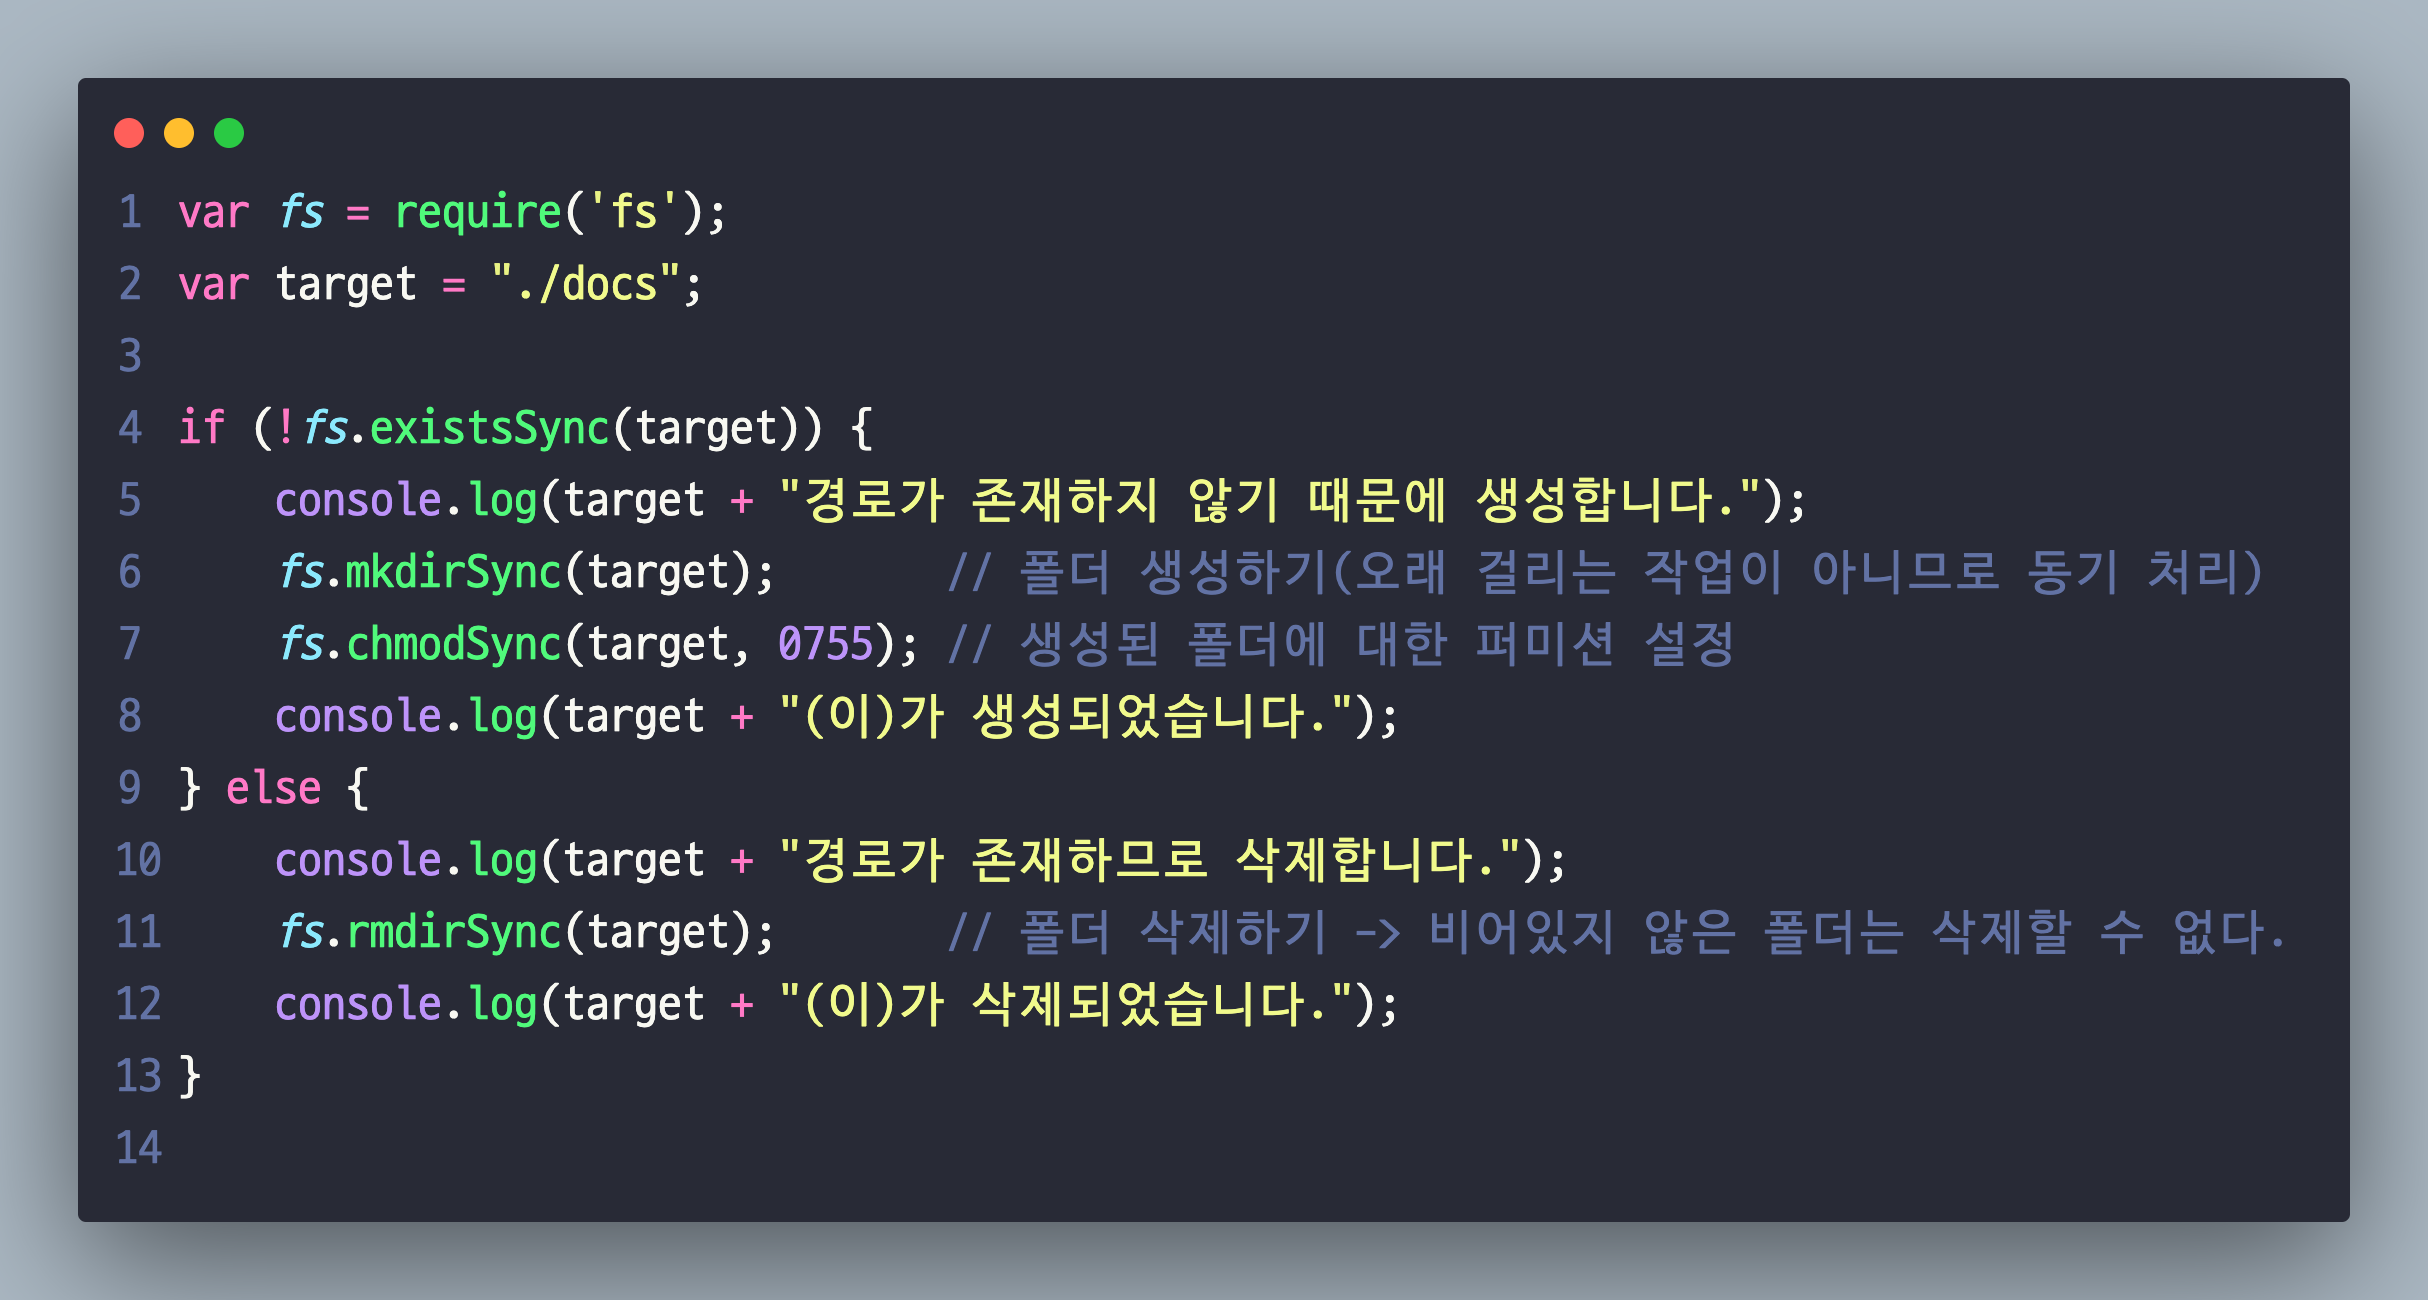 1 var fs = require('fs');
2 var target = "./docs";
3
4 if (!fs.existsSync(target)) {
5     console.log(target + "경로가 존재하지 않기 때문에 생성합니다.");
6     fs.mkdirSync(target);       // 폴더 생성하기(오래 걸리는 작업이 아니므로 동기 처리)
7     fs.chmodSync(target, 0755); // 생성된 폴더에 대한 퍼미션 설정
8     console.log(target + "(이)가 생성되었습니다.");
9 } else {
10     console.log(target + "경로가 존재하므로 삭제합니다.");
11     fs.rmdirSync(target);       // 폴더 삭제하기 -> 비어있지 않은 폴더는 삭제할 수 없다.
12     console.log(target + "(이)가 삭제되었습니다.");
13 }
14